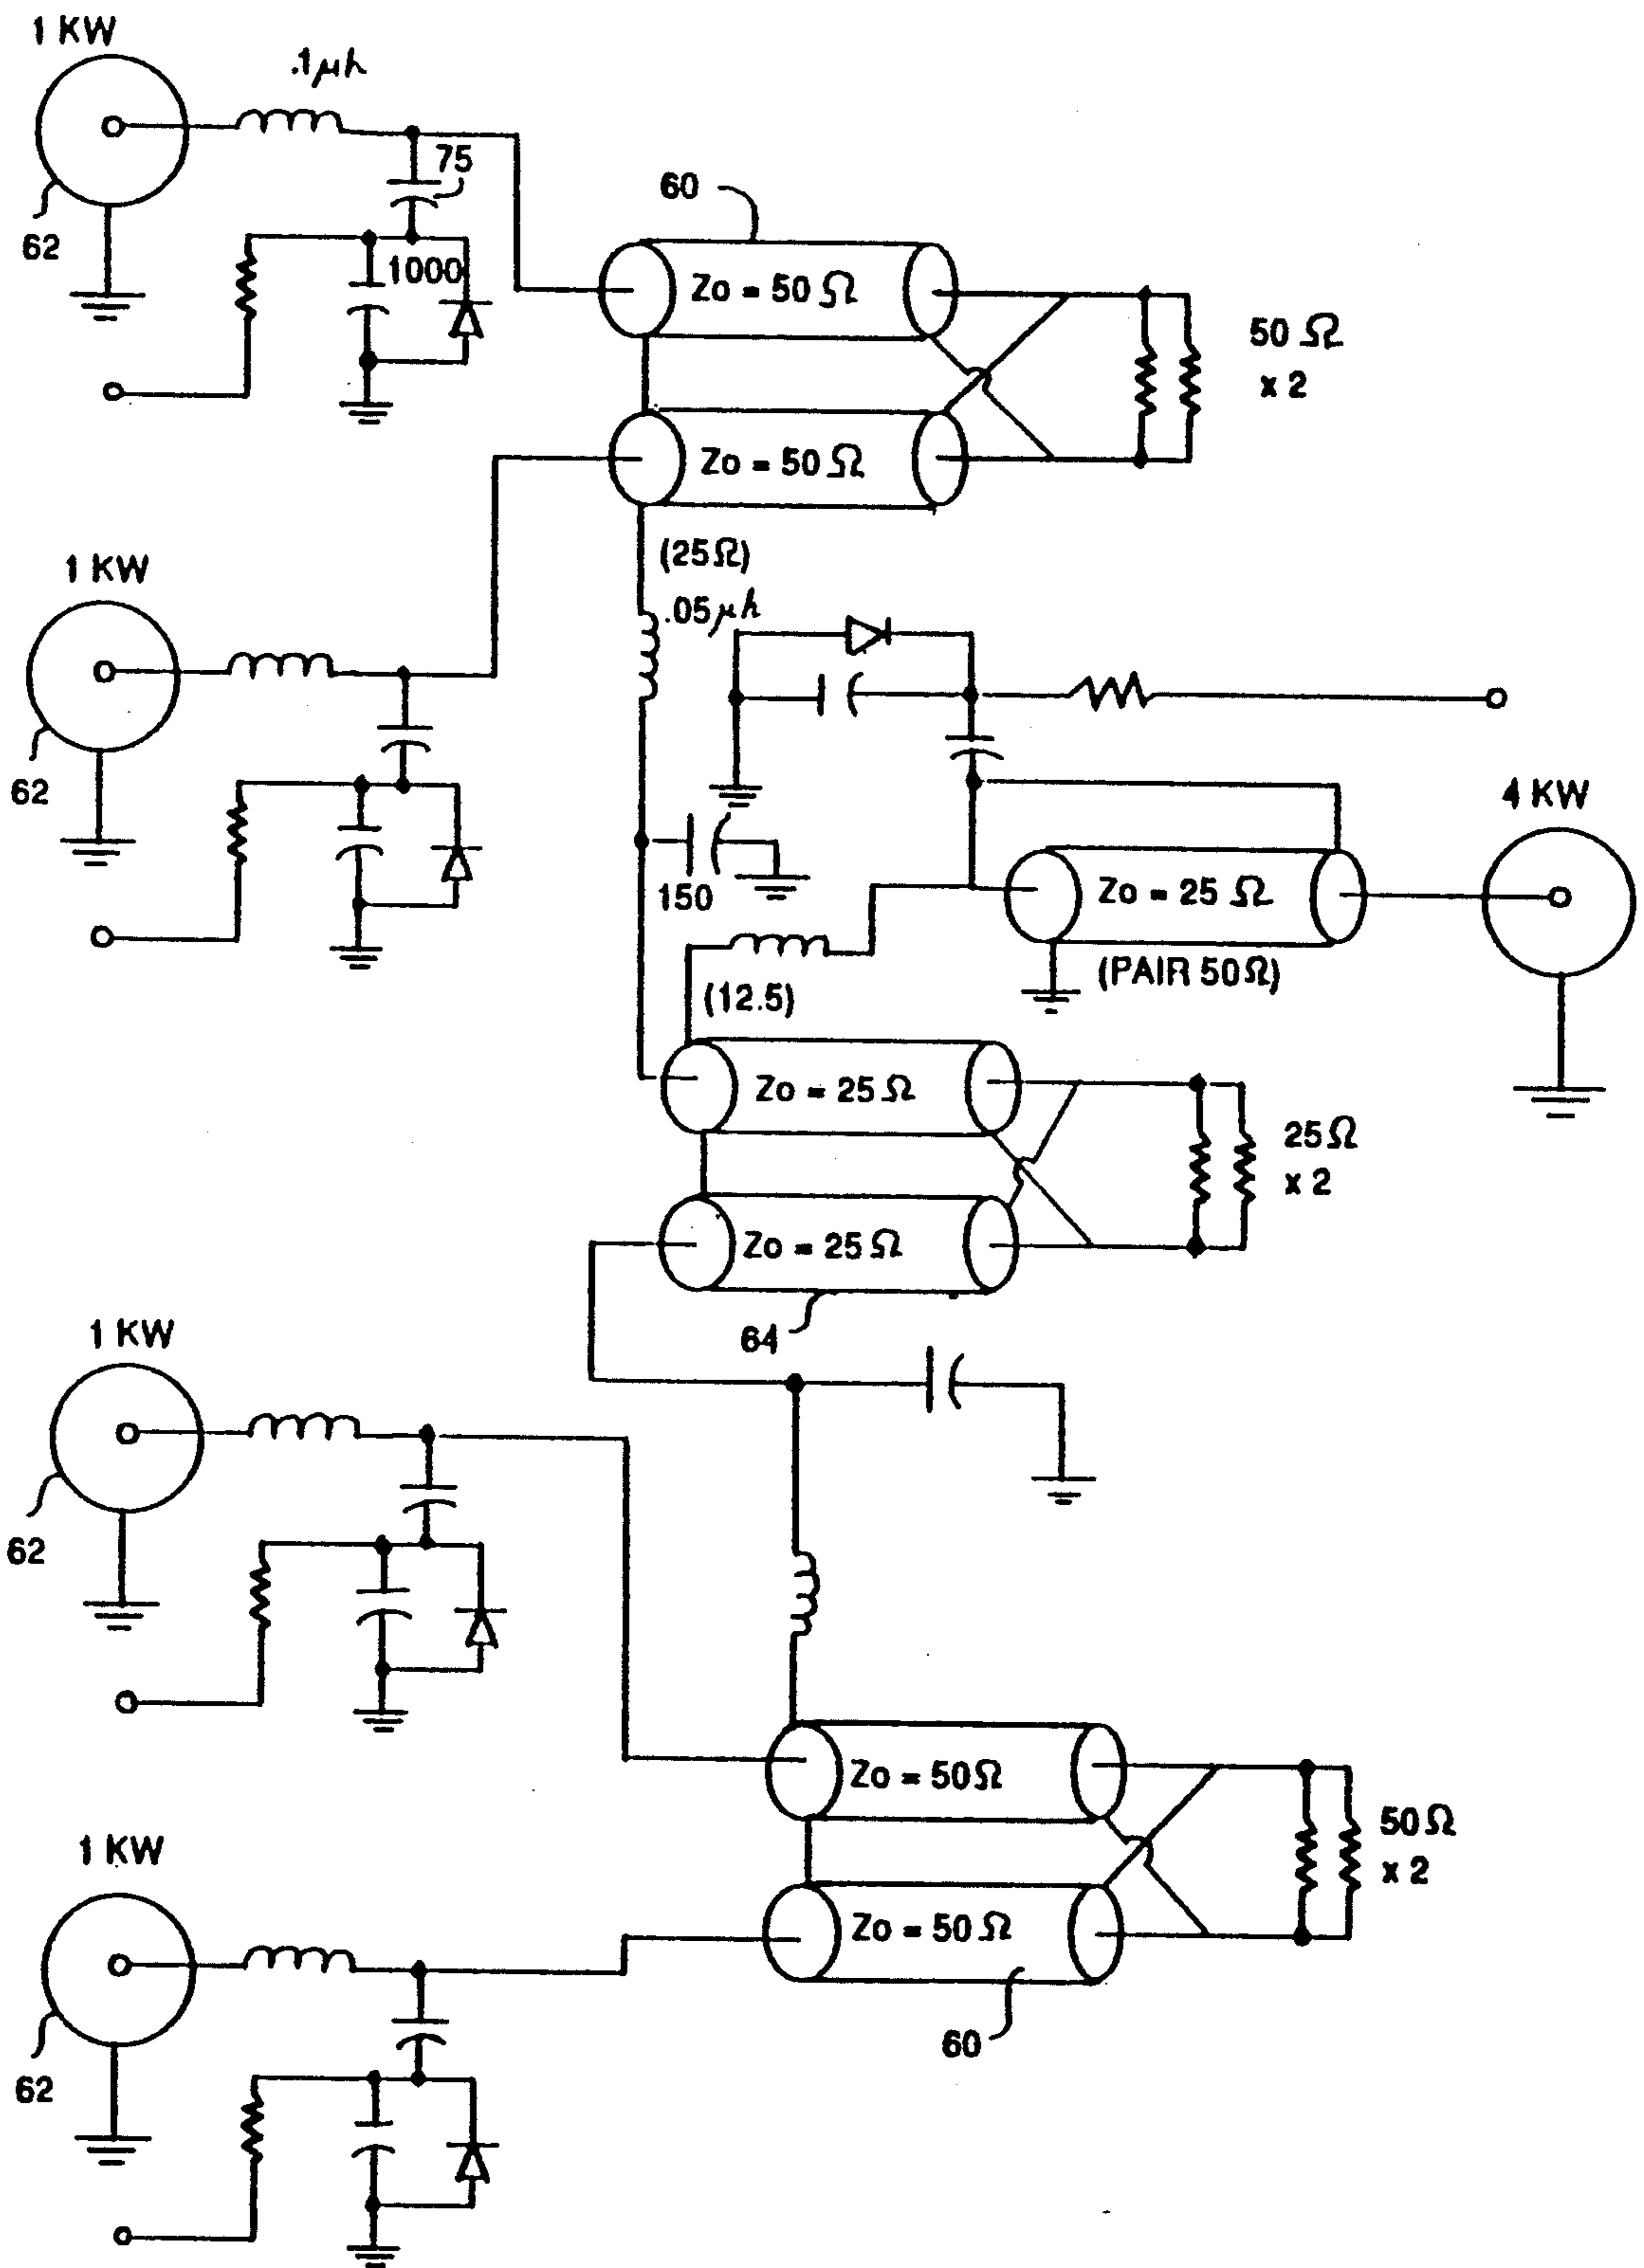 1 KW
.1μh
75
60
62
1000
Zo = 50 Ω
50 Ω
x 2
Zo = 50 Ω
(25Ω)
1 KW
.05μh
62
4 KW
150
Zo = 25 Ω
(PAIR 50Ω)
(12.5)
Zo = 25 Ω
25Ω
x 2
Zo = 25 Ω
64
1 KW
62
Zo = 50Ω
50Ω
x 2
1 KW
Zo = 50 Ω
60
62